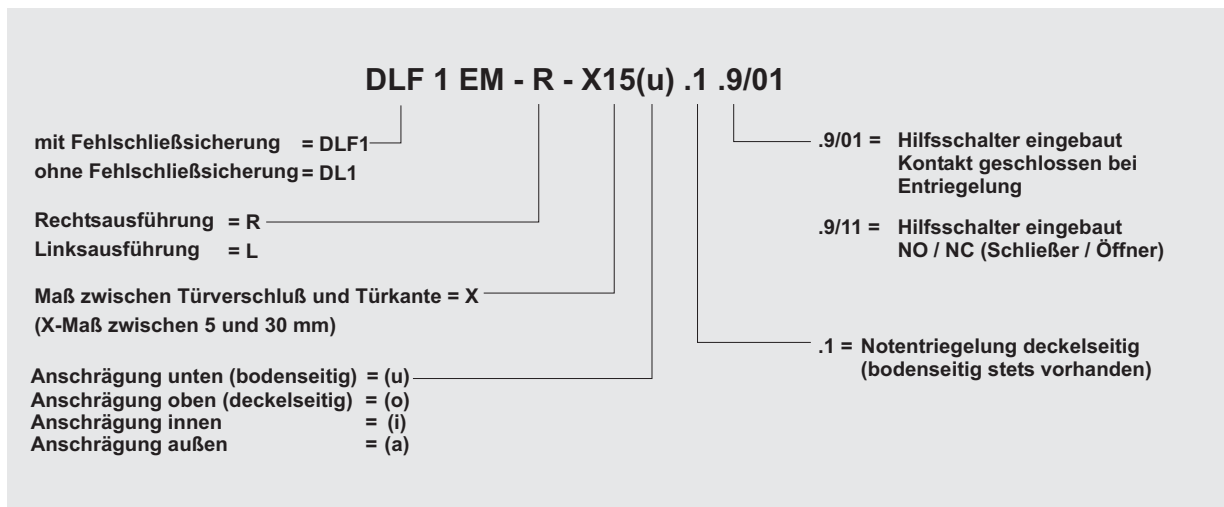 DLF 1 EM - R - X15(u) .1 .9/01
mit Fehlschließsicherung = DLF1
ohne Fehlschließsicherung = DL1
Rechtsausführung = R
Linksausführung = L
Maß zwischen Türverschluß und Türkante = X
(X-Maß zwischen 5 und 30 mm)
Anschrägung unten (bodenseitig) = (u)
Anschrägung oben (deckelseitig) = (o)
Anschrägung innen = (i)
Anschrägung außen = (a)
.9/01 = Hilfsschalter eingebaut
Kontakt geschlossen bei
Entriegelung
.9/11 = Hilfsschalter eingebaut
NO / NC (Schließer / Öffner)
.1 = Notentriegelung deckelseitig
(bodenseitig stets vorhanden)